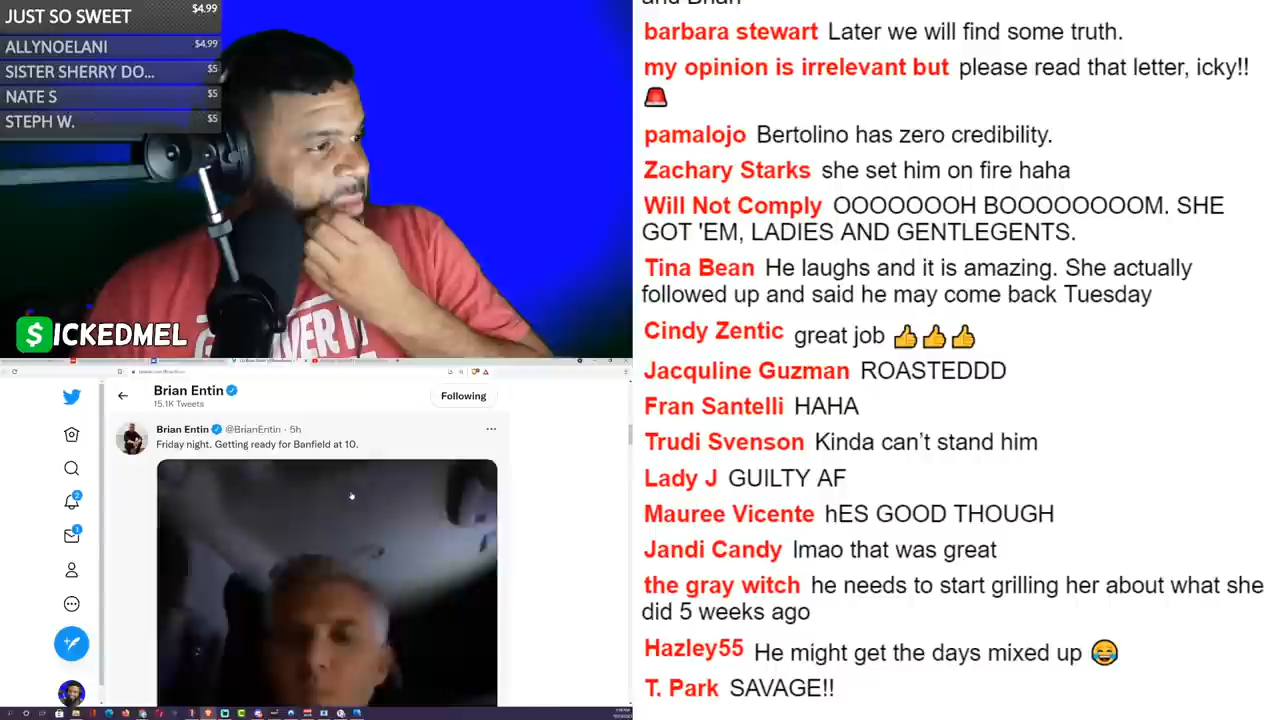 JUST SO SWEET $4.99
ALLYNOELANI $4.99
SISTER SHERRY DO... $5
NATE S $5
STEPH W. $5
VER IT
$ICKEDMEL
Brian Entin
15.1K Tweets
Following
Brian Entin @BrianEntin · 5h
Friday night. Getting ready for Banfield at 10.
and Brian
barbara stewart Later we will find some truth.
my opinion is irrelevant but please read that letter, icky!!
🚨
pamalojo Bertolino has zero credibility.
Zachary Starks she set him on fire haha
Will Not Comply OOOOOOOH BOOOOOOOOM. SHE
GOT 'EM, LADIES AND GENTLEGENTS.
Tina Bean He laughs and it is amazing. She actually
followed up and said he may come back Tuesday
Cindy Zentic great job 👍👍👍
Jacquline Guzman ROASTEDDD
Fran Santelli HAHA
Trudi Svenson Kinda can’t stand him
Lady J GUILTY AF
Mauree Vicente hES GOOD THOUGH
Jandi Candy lmao that was great
the gray witch he needs to start grilling her about what she
did 5 weeks ago
Hazley55 He might get the days mixed up 😂
T. Park SAVAGE!!